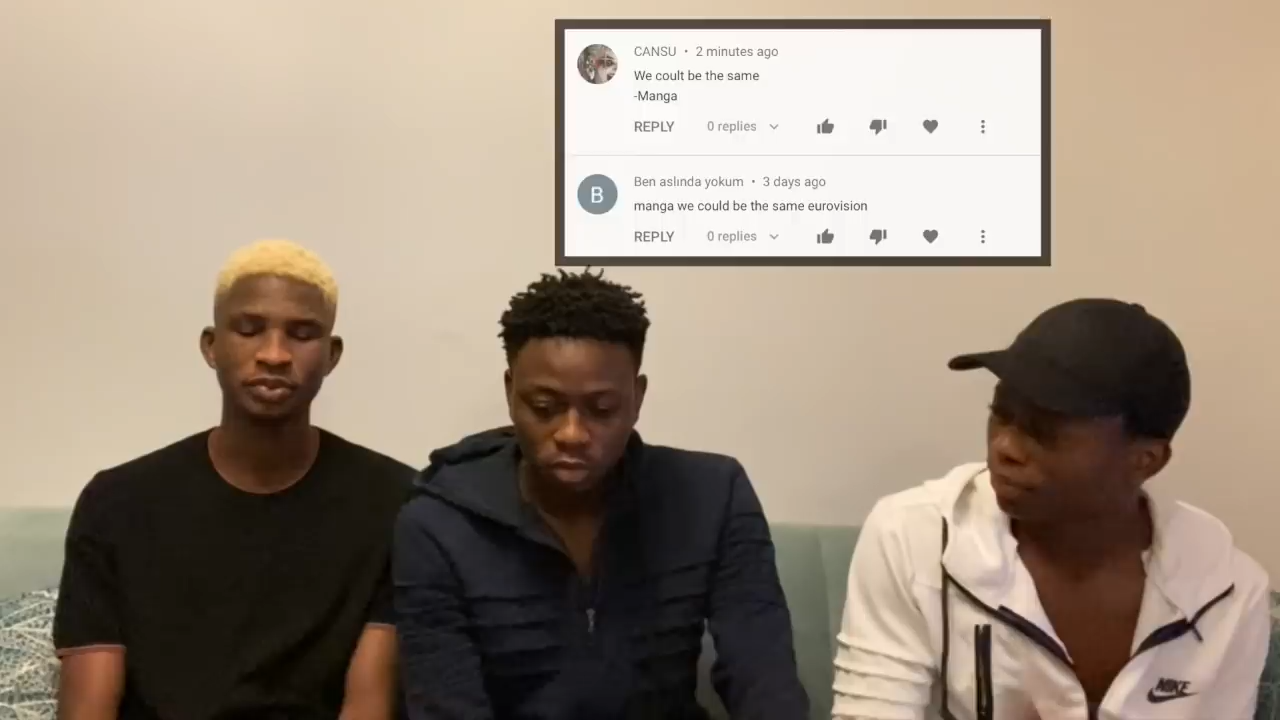 CANSU • 2 minutes ago
We coult be the same
-Manga
REPLY 0 replies
B
Ben aslında yokum • 3 days ago
manga we could be the same eurovision
REPLY 0 replies
NIKE